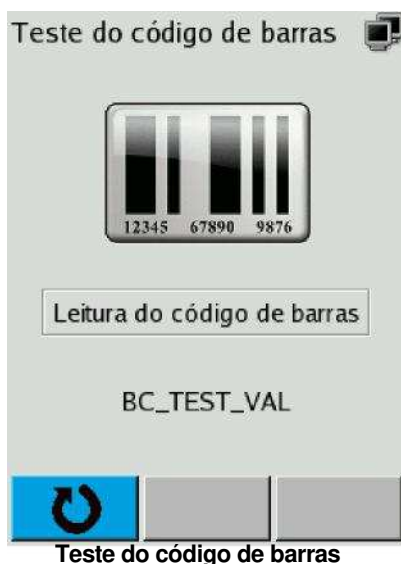 Teste do código de barras
12345 67890 9876
Leitura do código de barras
BC_TEST_VAL
Teste do código de barras